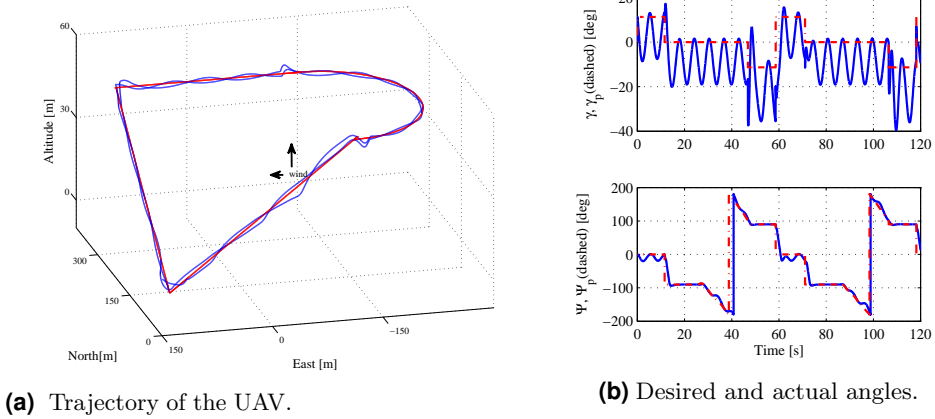 60
30
0
Altitude [m]
300
150
0
North[m]
150
0
−150
East [m]
wind
(a) Trajectory of the UAV.
20
0
−20
−40
γ, γp(dashed) [deg]
0 20 40 60 80 100 120
200
100
0
−100
−200
Ψ, Ψp(dashed) [deg]
0 20 40 60 80 100 120
Time [s]
(b) Desired and actual angles.